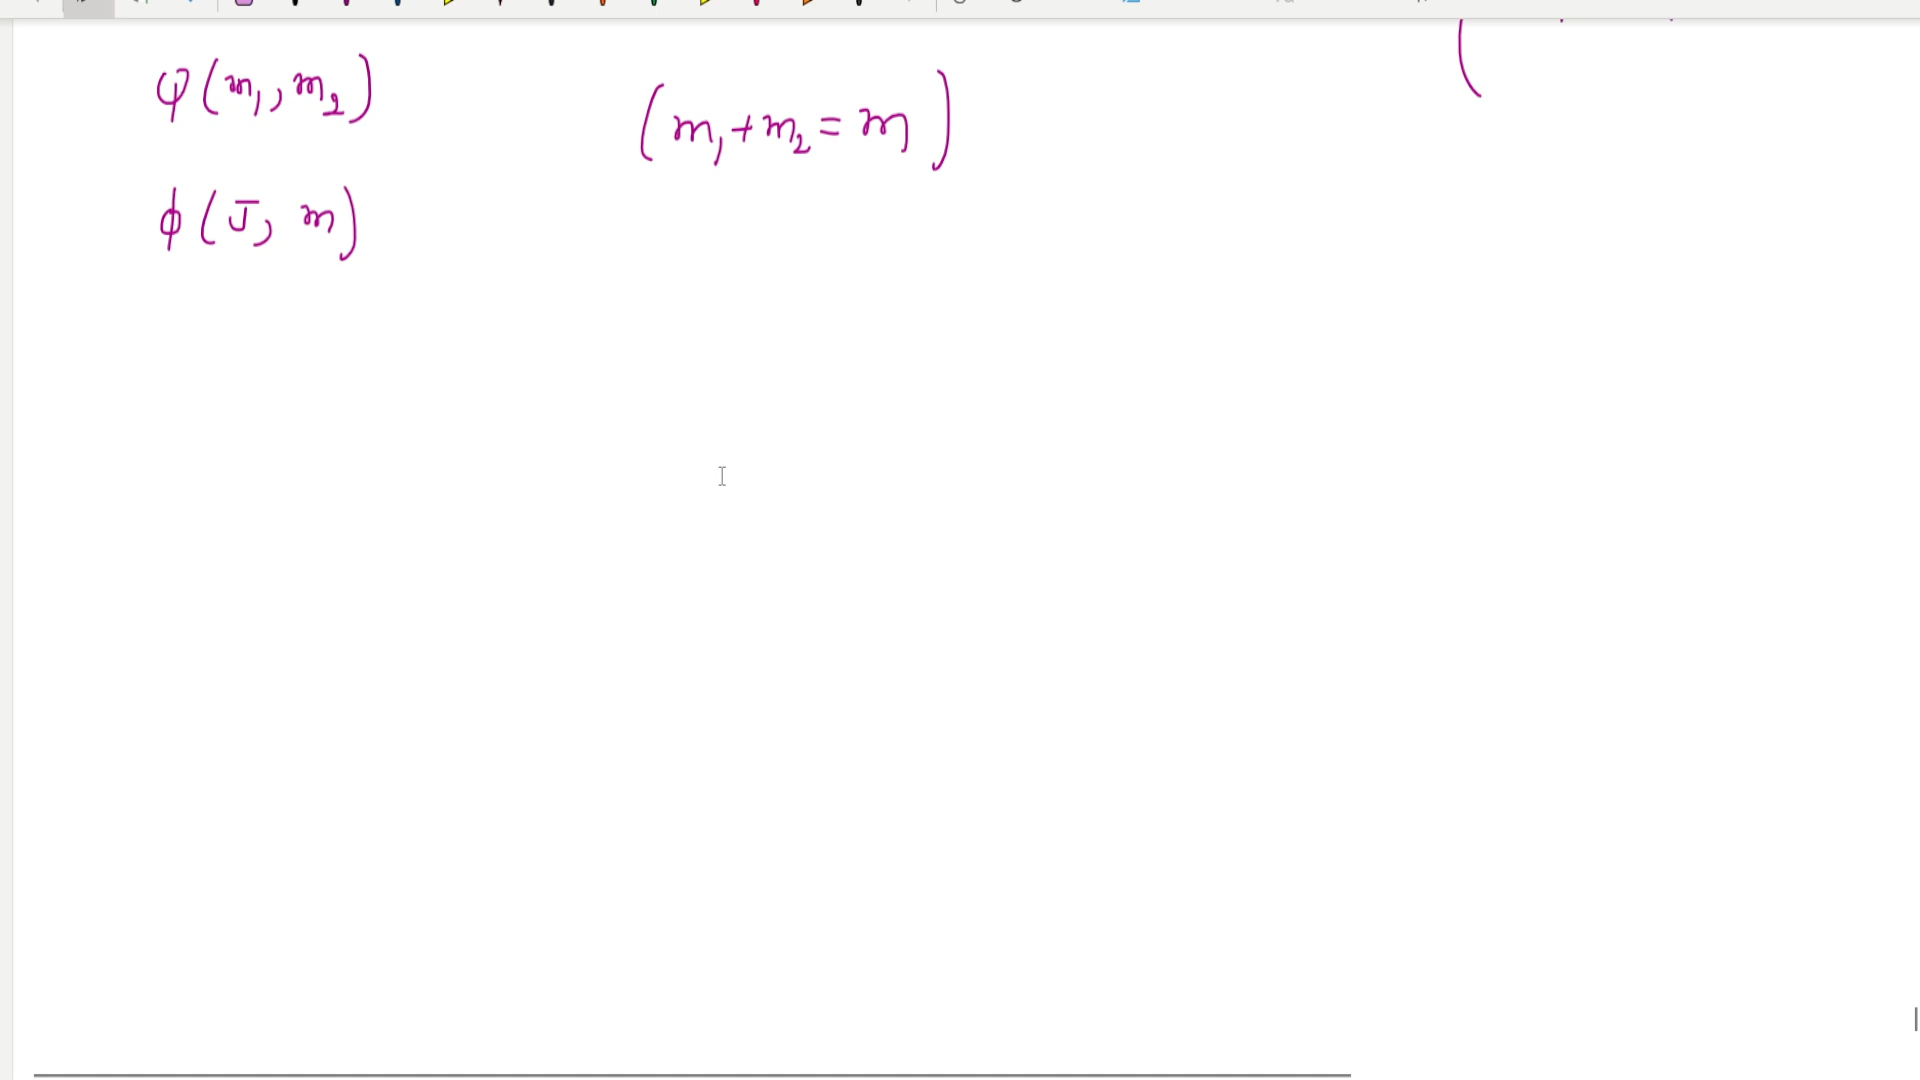 φ(m₁, m₂)
(m₁+m₂ = m)
ϕ(J, m)